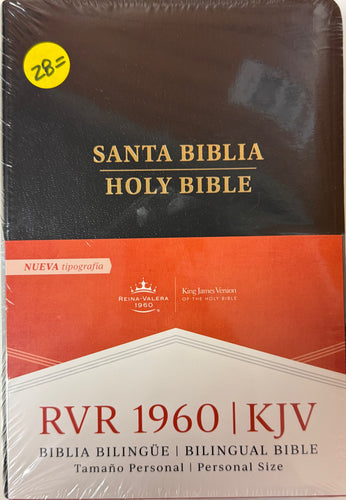 28=
SANTA BIBLIA
HOLY BIBLE
NUEVA tipografía
REINA-VALERA
1960
King James Version
OF THE HOLY BIBLE
RVR 1960 | KJV
BIBLIA BILINGÜE | BILINGUAL BIBLE
Tamaño Personal | Personal Size